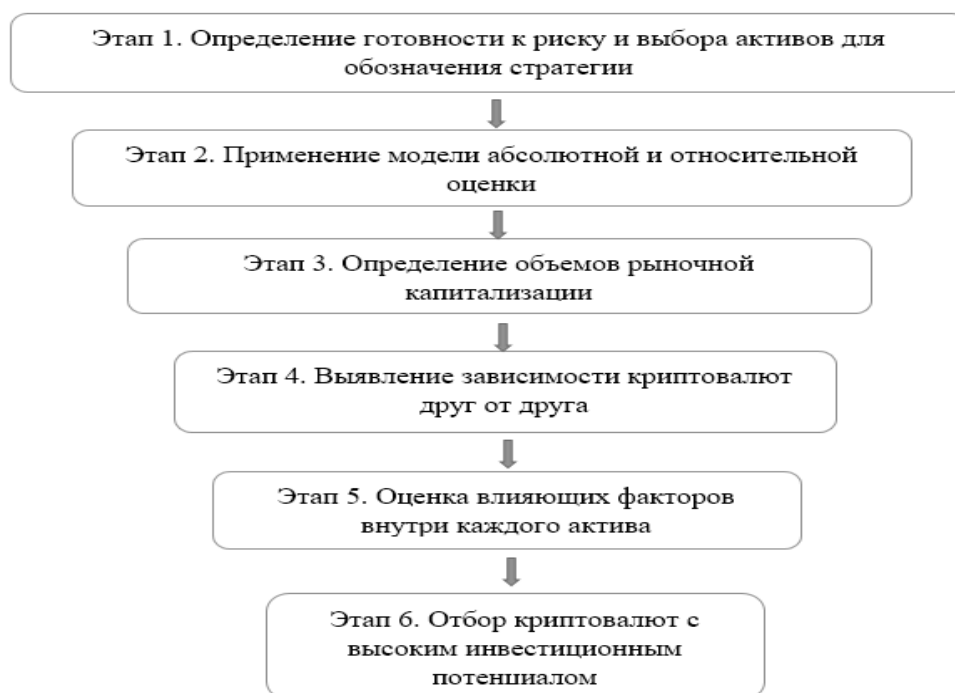 Этап 1. Определение готовности к риску и выбора активов для
обозначения стратегии
Этап 2. Применение модели абсолютной и относительной
оценки
Этап 3. Определение объемов рыночной
капитализации
Этап 4. Выявление зависимости криптовалют
друг от друга
Этап 5. Оценка влияющих факторов
внутри каждого актива
Этап 6. Отбор криптовалют с
высоким инвестиционным
потенциалом